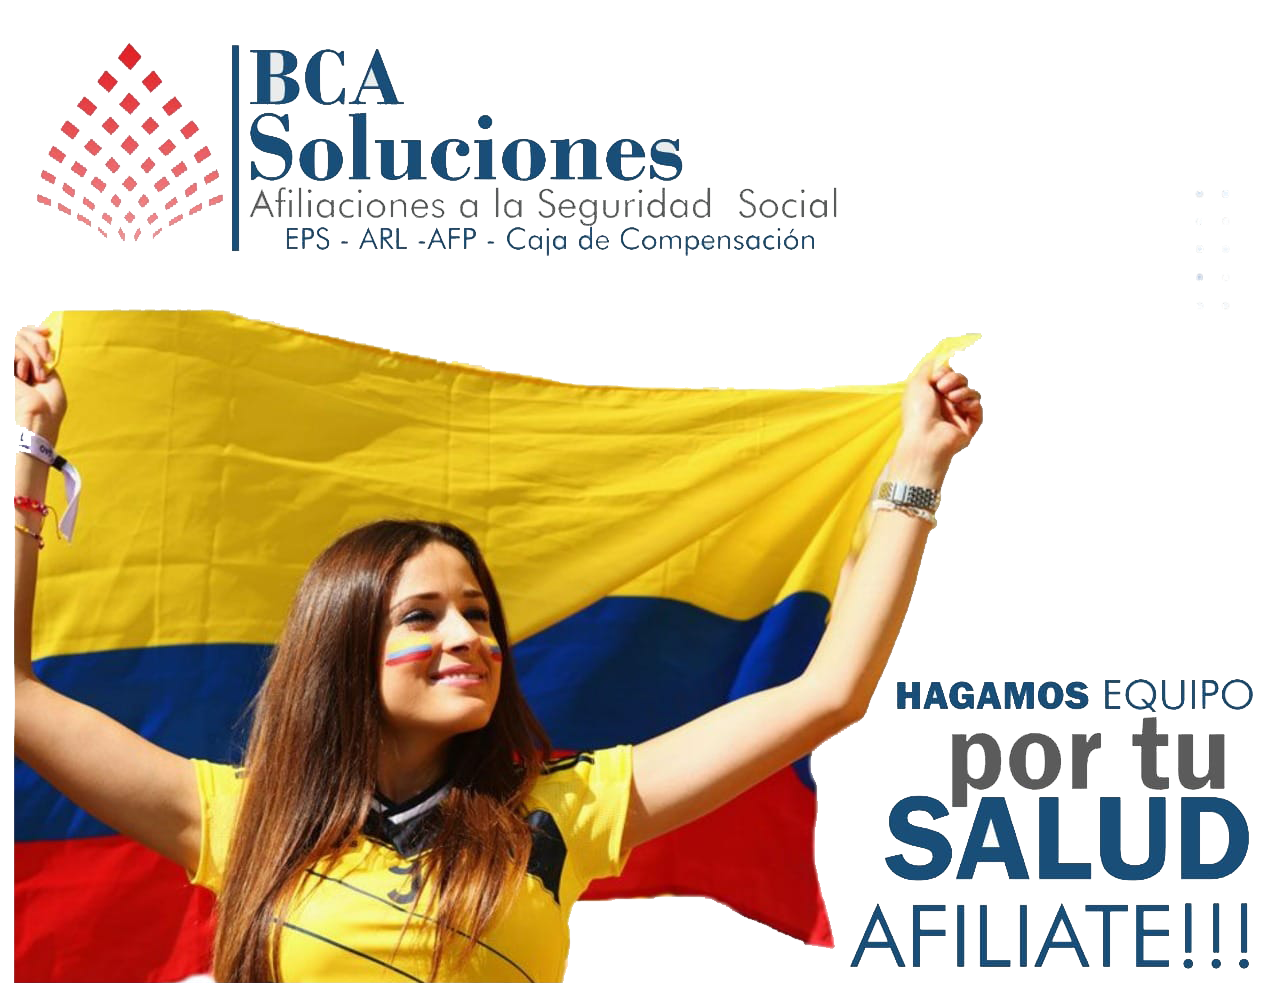 BCA
Soluciones
Afiliaciones a la Seguridad Social
EPS - ARL -AFP - Caja de Compensación
HAGAMOS EQUIPO
por tu
SALUD
AFILIATE!!!